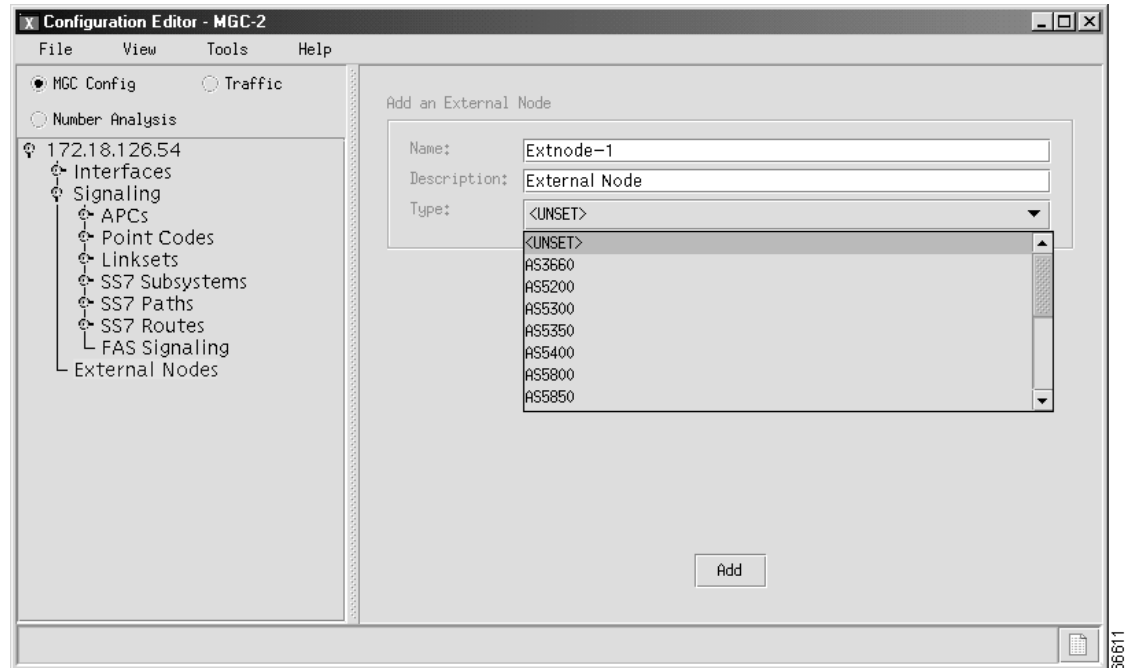 Configuration Editor - MGC-2
File View Tools Help
MGC Config Traffic
Number Analysis
172.18.126.54
Interfaces
Signaling
APCs
Point Codes
Linksets
SS7 Subsystems
SS7 Paths
SS7 Routes
FAS Signaling
External Nodes
Add an External Node
Name: Extnode-1
Description: External Node
Type: <UNSET>
<UNSET>
AS3660
AS5200
AS5300
AS5350
AS5400
AS5800
AS5850
Add
66611